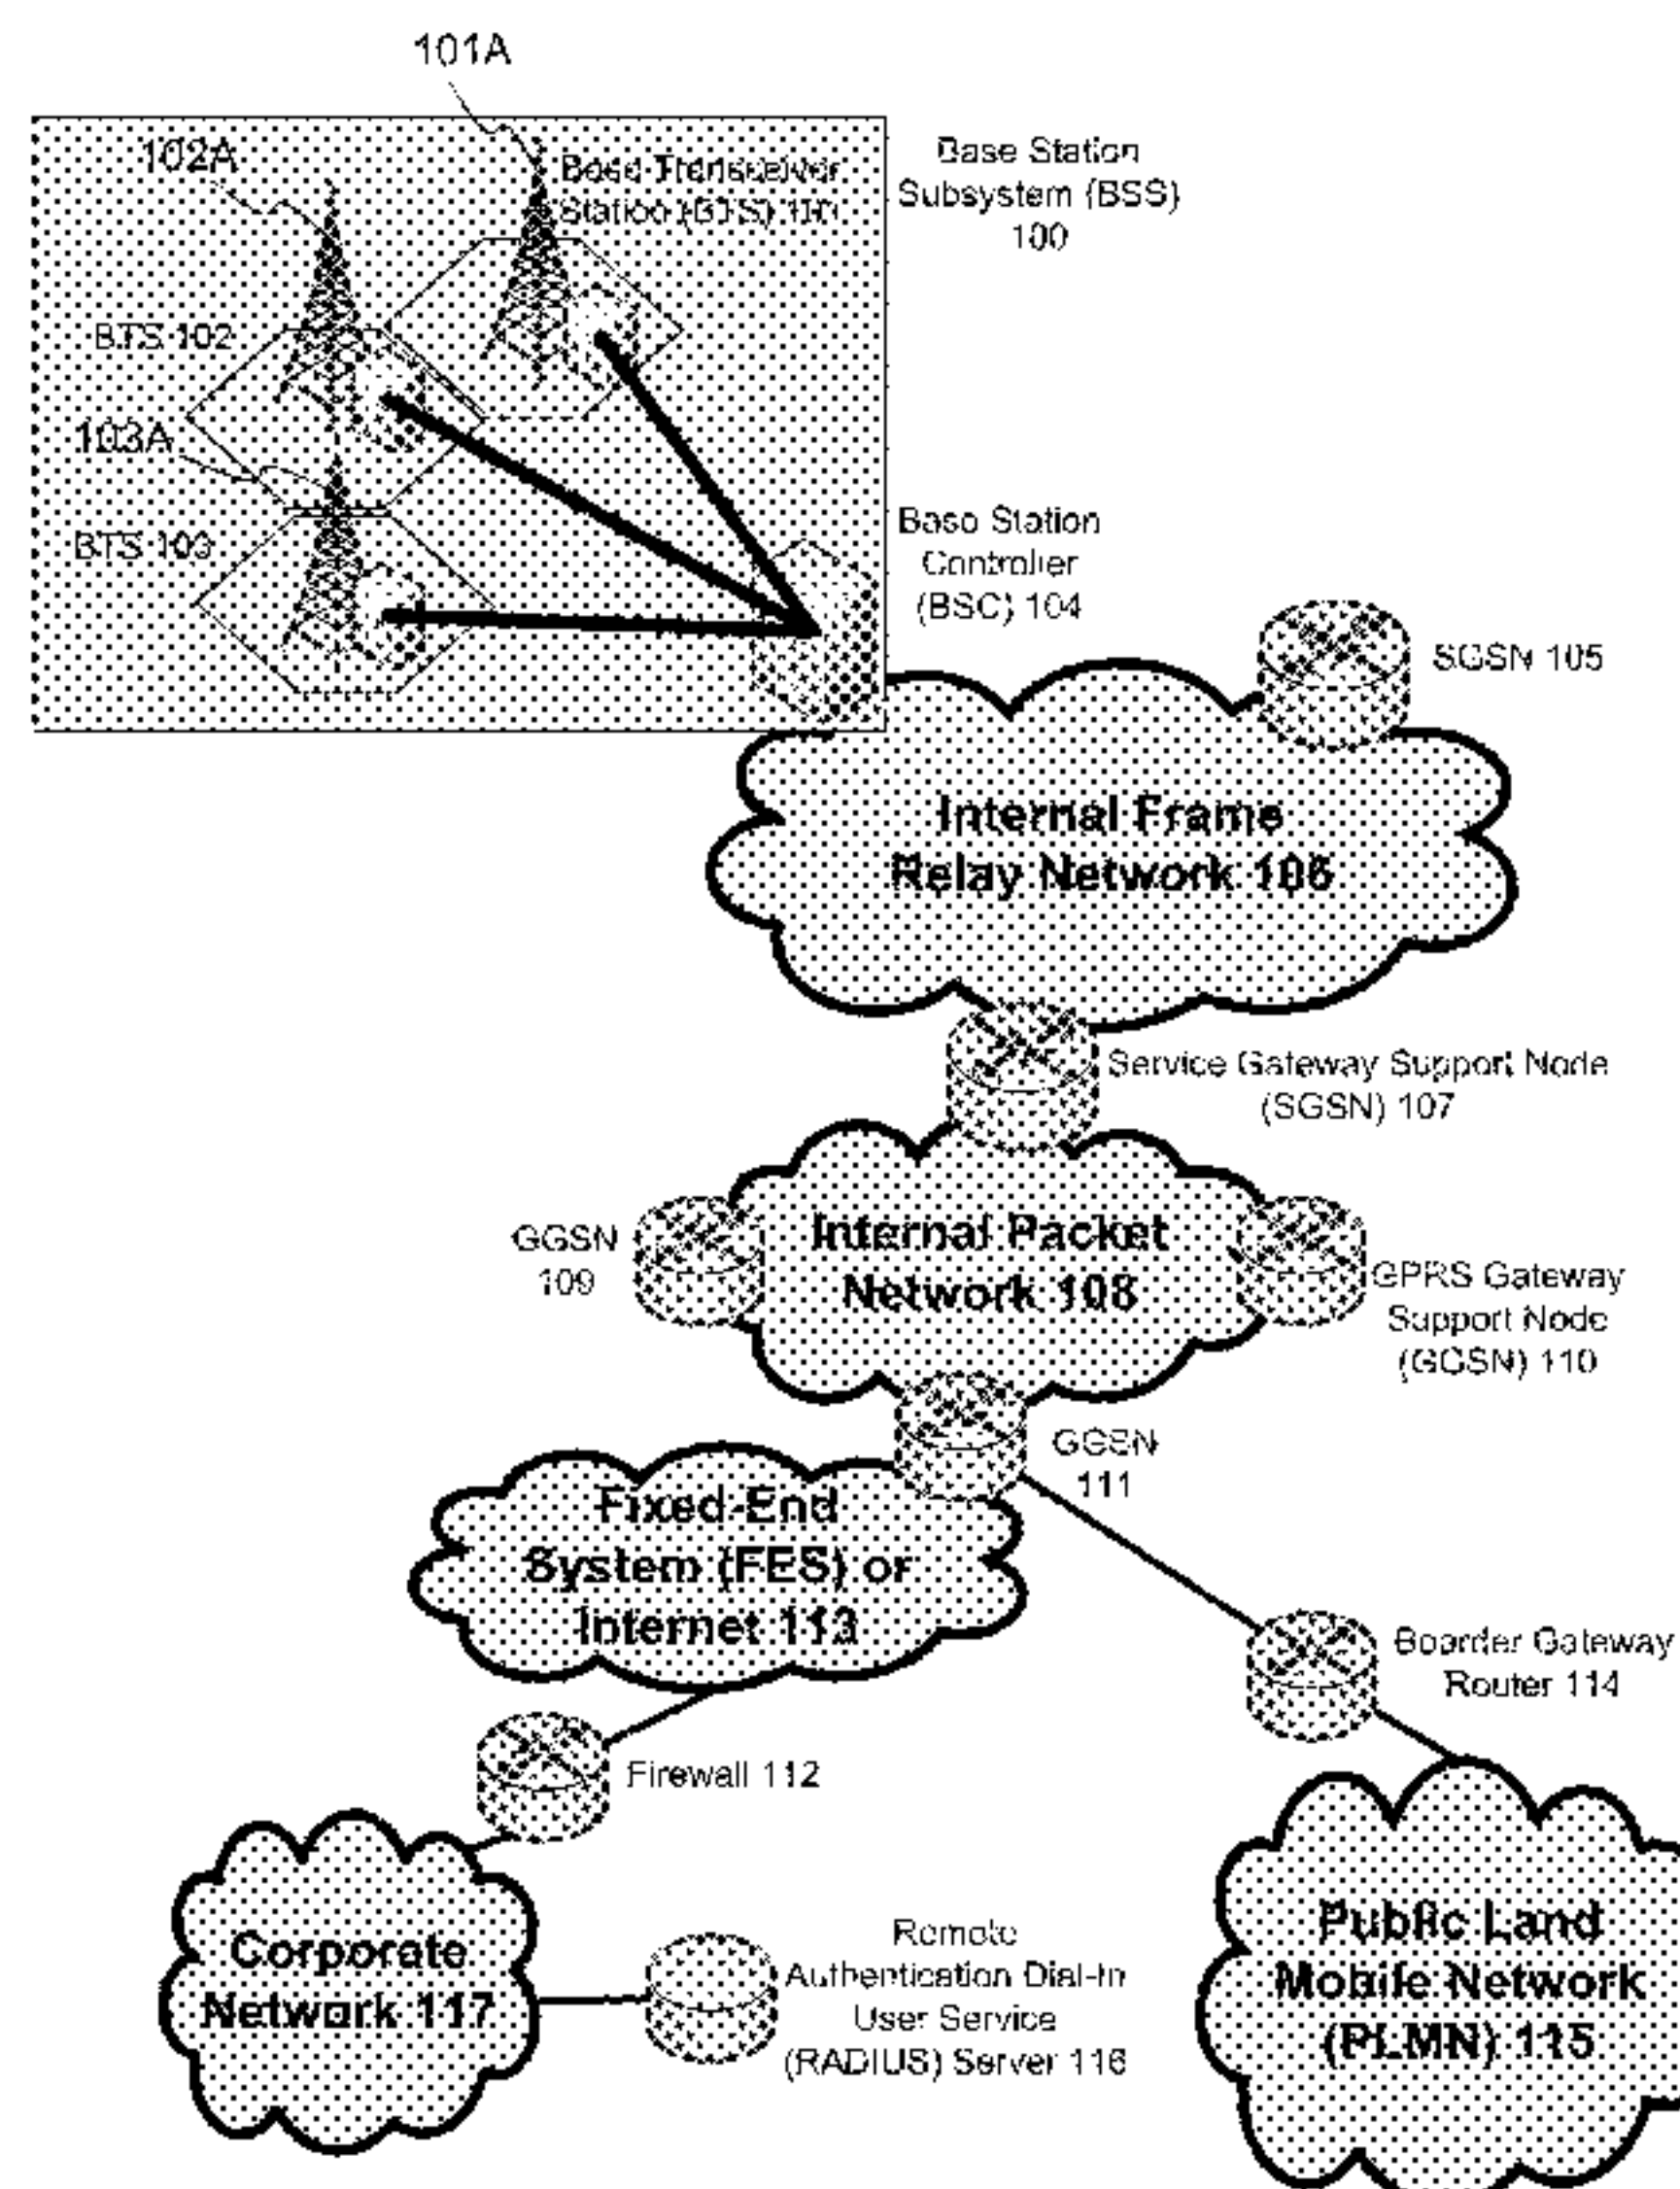 101A
102A
Base Transceiver
Station (BTS) 101
Base Station
Subsystem (BSS)
100
BTS 102
103A
BTS 103
Base Station
Controller
(BSC) 104
SGSN 105
Internal Frame
Relay Network 106
Service Gateway Support Node
(SGSN) 107
Internal Packet
Network 108
GGSN
109
GPRS Gateway
Support Node
(GGSN) 110
GGSN
111
Fixed-End
System (FES) or
Internet 113
Boarder Gateway
Router 114
Firewall 112
Corporate
Network 117
Remote
Authentication Dial-In
User Service
(RADIUS) Server 116
Public Land
Mobile Network
(PLMN) 115